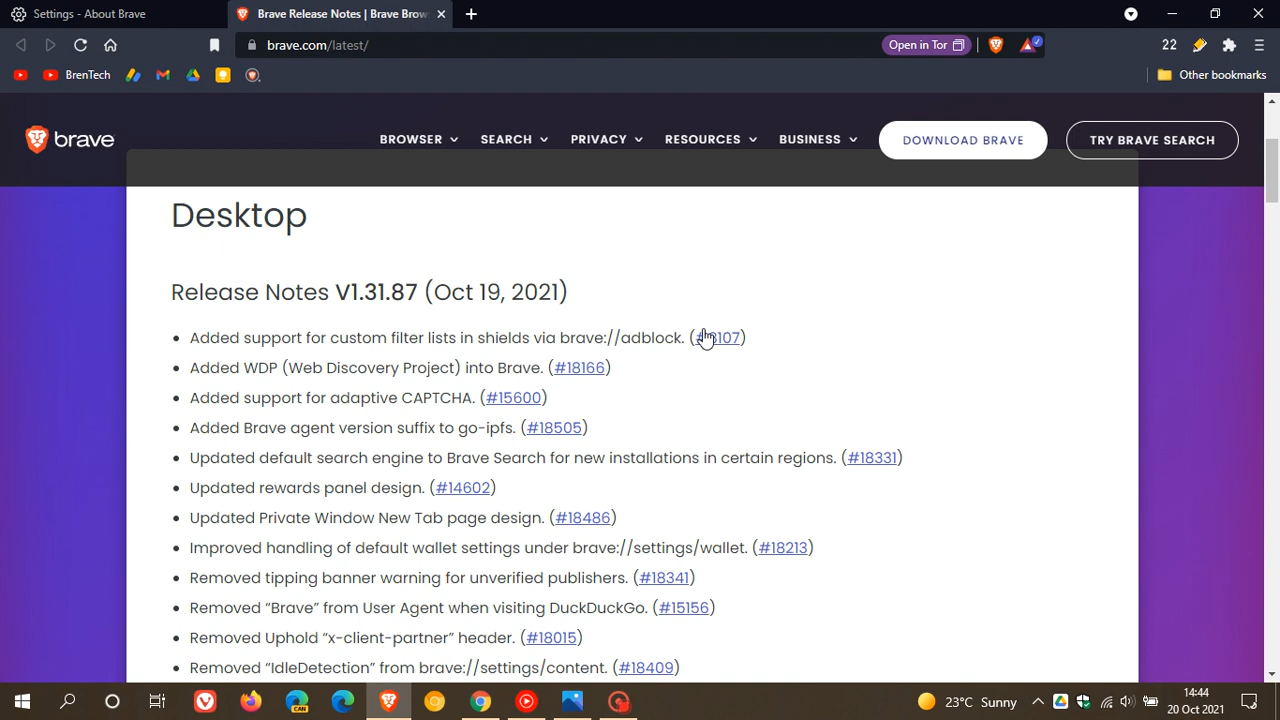 Settings - About Brave
Brave Release Notes | Brave Brow
brave.com/latest/
Open in Tor
22
BrenTech
Other bookmarks
brave
BROWSER
SEARCH
PRIVACY
RESOURCES
BUSINESS
DOWNLOAD BRAVE
TRY BRAVE SEARCH
Desktop
Release Notes V1.31.87 (Oct 19, 2021)
• Added support for custom filter lists in shields via brave://adblock. (107)
• Added WDP (Web Discovery Project) into Brave. (#18166)
• Added support for adaptive CAPTCHA. (#15600)
• Added Brave agent version suffix to go-ipfs. (#18505)
• Updated default search engine to Brave Search for new installations in certain regions. (#18331)
• Updated rewards panel design. (#14602)
• Updated Private Window New Tab page design. (#18486)
• Improved handling of default wallet settings under brave://settings/wallet. (#18213)
• Removed tipping banner warning for unverified publishers. (#18341)
• Removed “Brave” from User Agent when visiting DuckDuckGo. (#15156)
• Removed Uphold “x-client-partner” header. (#18015)
• Removed “IdleDetection” from brave://settings/content. (#18409)
CAN
23°C Sunny
14:44
20 Oct 2021